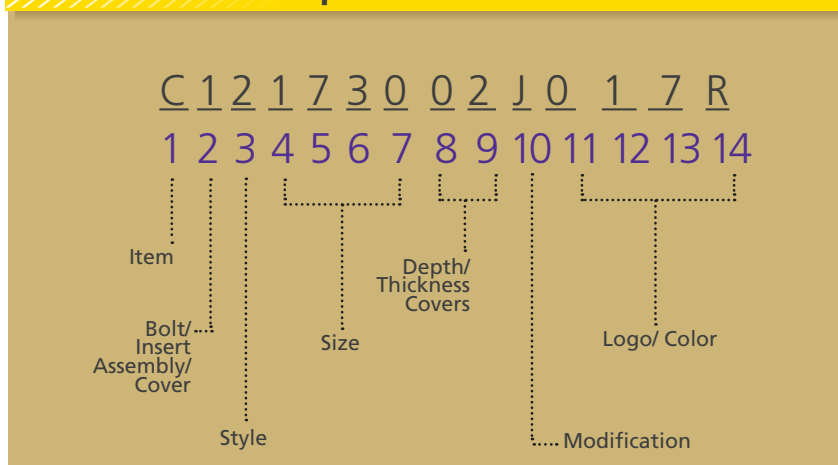 C 1 2 1 7 3 0 0 2 J 0 1 7 R
1 2 3 4 5 6 7 8 9 10 11 12 13 14
Item
Depth/
Thickness
Covers
Bolt/
Insert
Assembly/
Cover
Size
Logo/ Color
Style
Modification